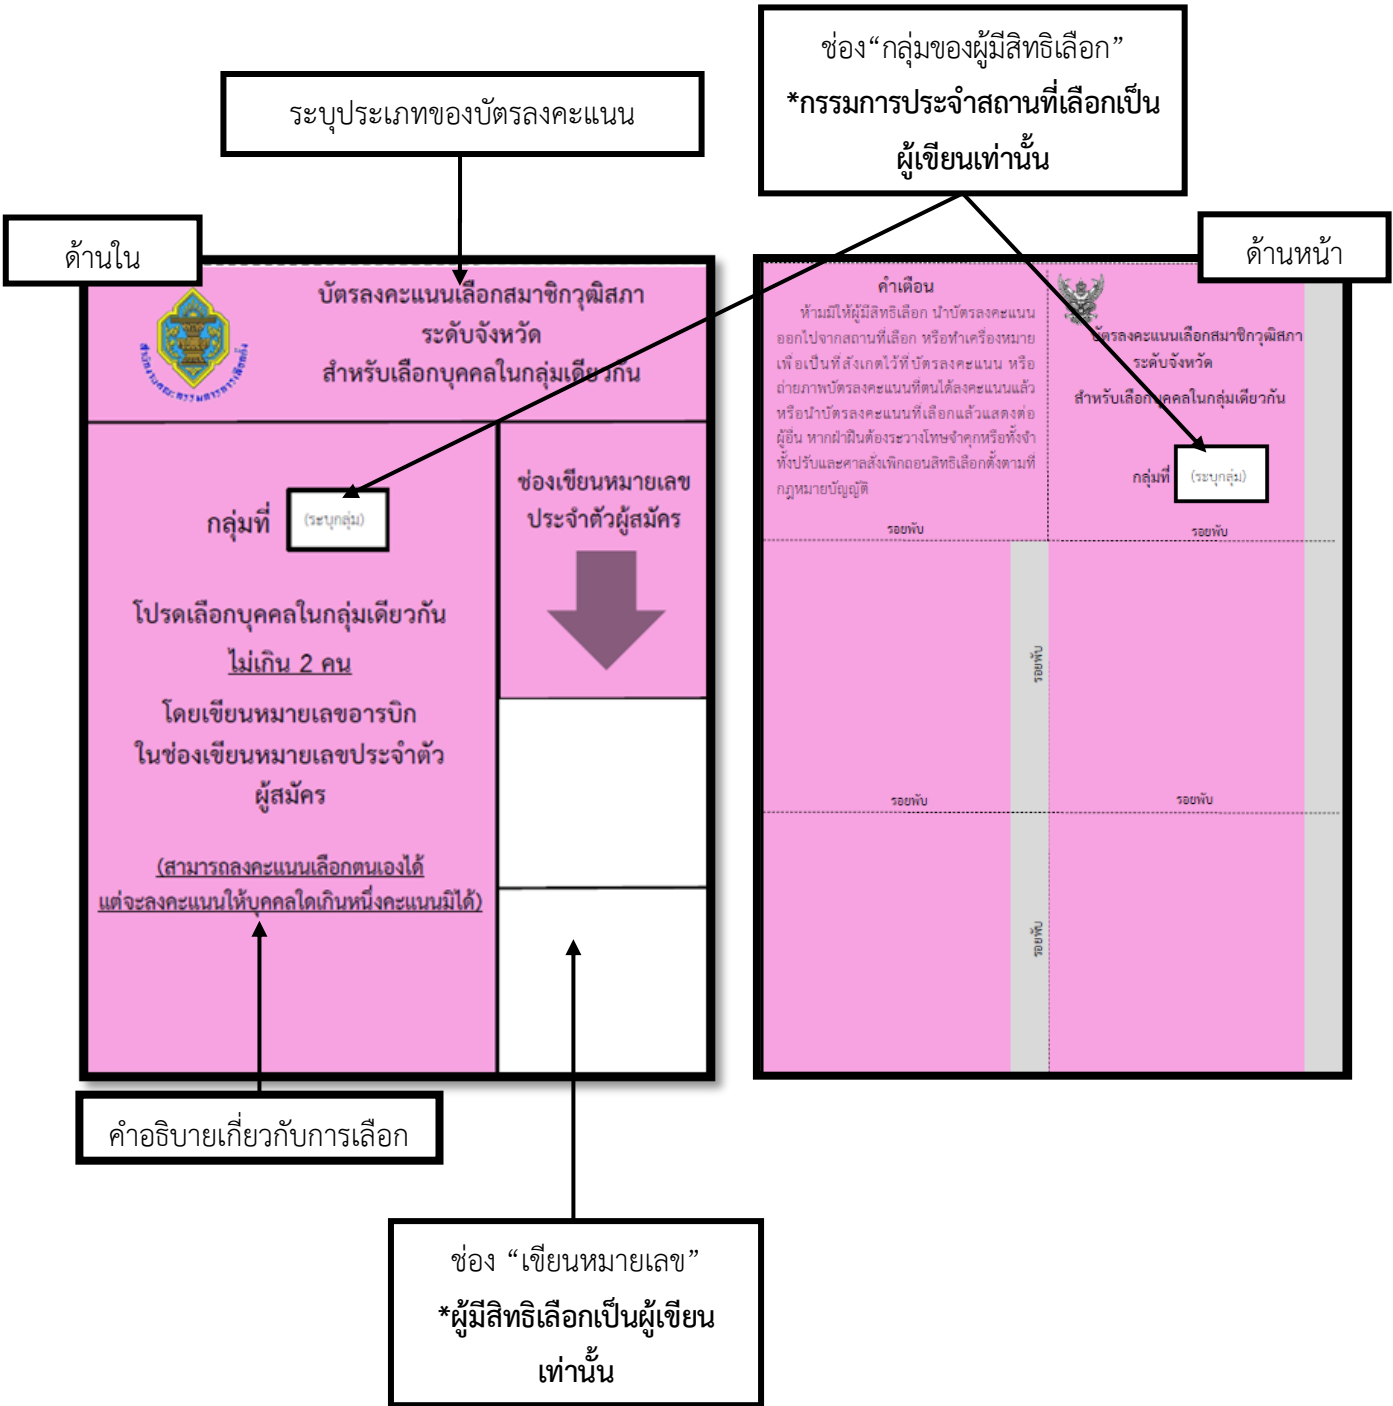 ช่อง“กลุ่มของผู้มีสิทธิเลือก”
*กรรมการประจำสถานที่เลือกเป็น
ผู้เขียนเท่านั้น
ระบุประเภทของบัตรลงคะแนน
ด้านใน
ด้านหน้า
สำนักงานคณะกรรมการการเลือกตั้ง
บัตรลงคะแนนเลือกสมาชิกวุฒิสภา
ระดับจังหวัด
สำหรับเลือกบุคคลในกลุ่มเดียวกัน
กลุ่มที่
(ระบุกลุ่ม)
โปรดเลือกบุคคลในกลุ่มเดียวกัน
ไม่เกิน 2 คน
โดยเขียนหมายเลขอารบิก
ในช่องเขียนหมายเลขประจำตัว
ผู้สมัคร
(สามารถลงคะแนนเลือกตนเองได้
แต่จะลงคะแนนให้บุคคลใดเกินหนึ่งคะแนนมิได้)
ช่องเขียนหมายเลข
ประจำตัวผู้สมัคร
คำเตือน
ห้ามมิให้ผู้มีสิทธิเลือก นำบัตรลงคะแนน
ออกไปจากสถานที่เลือก หรือทำเครื่องหมาย
เพื่อเป็นที่สังเกตไว้ที่บัตรลงคะแนน หรือ
ถ่ายภาพบัตรลงคะแนนที่ตนได้ลงคะแนนแล้ว
หรือนำบัตรลงคะแนนที่เลือกแล้วแสดงต่อ
ผู้อื่น หากฝ่าฝืนต้องระวางโทษจำคุกหรือทั้งจำ
ทั้งปรับและศาลสั่งเพิกถอนสิทธิเลือกตั้งตามที่
กฎหมายบัญญัติ
รอยพับ
บัตรลงคะแนนเลือกสมาชิกวุฒิสภา
ระดับจังหวัด
สำหรับเลือกบุคคลในกลุ่มเดียวกัน
กลุ่มที่
(ระบุกลุ่ม)
รอยพับ
รอยพับ
รอยพับ
รอยพับ
รอยพับ
คำอธิบายเกี่ยวกับการเลือก
ช่อง “เขียนหมายเลข”
*ผู้มีสิทธิเลือกเป็นผู้เขียน
เท่านั้น